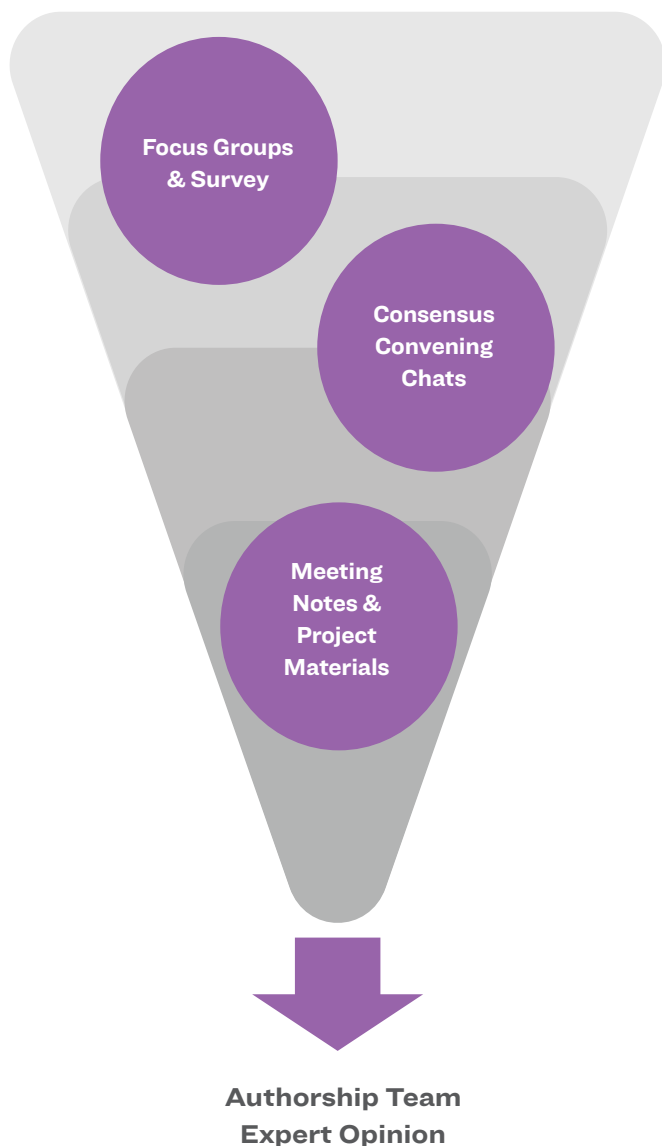 Focus Groups
& Survey
Consensus
Convening
Chats
Meeting
Notes &
Project
Materials
Authorship Team
Expert Opinion